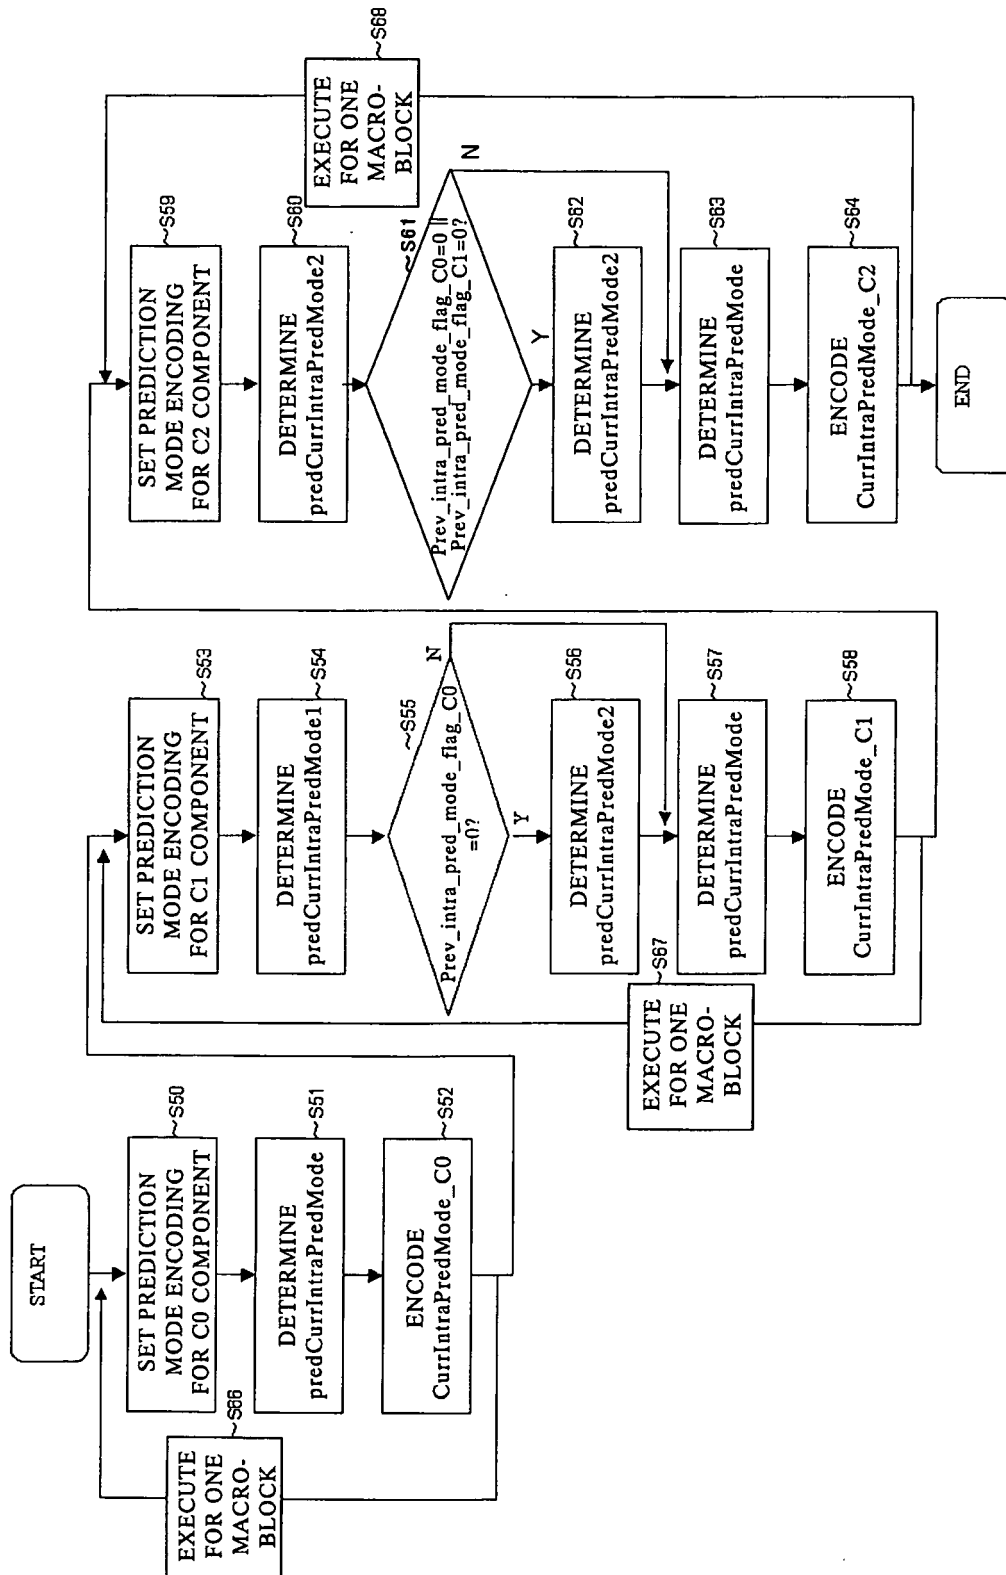 START
SET PREDICTION
MODE ENCODING
FOR C0 COMPONENT
S50
DETERMINE
predCurrIntraPredMode
S51
ENCODE
CurrIntraPredMode_C0
S52
EXECUTE
FOR ONE
MACRO-
BLOCK
S66
SET PREDICTION
MODE ENCODING
FOR C1 COMPONENT
S53
DETERMINE
predCurrIntraPredMode1
S54
Prev_intra_pred_mode_flag_C0
=0?
S55
N
Y
DETERMINE
predCurrIntraPredMode2
S56
DETERMINE
predCurrIntraPredMode
S57
ENCODE
CurrIntraPredMode_C1
S58
EXECUTE
FOR ONE
MACRO-
BLOCK
S67
SET PREDICTION
MODE ENCODING
FOR C2 COMPONENT
S59
DETERMINE
predCurrIntraPredMode2
S60
Prev_intra_pred_mode_flag_C0=0 ||
Prev_intra_pred_mode_flag_C1=0?
S61
N
Y
DETERMINE
predCurrIntraPredMode2
S62
DETERMINE
predCurrIntraPredMode
S63
ENCODE
CurrIntraPredMode_C2
S64
EXECUTE
FOR ONE
MACRO-
BLOCK
S68
END